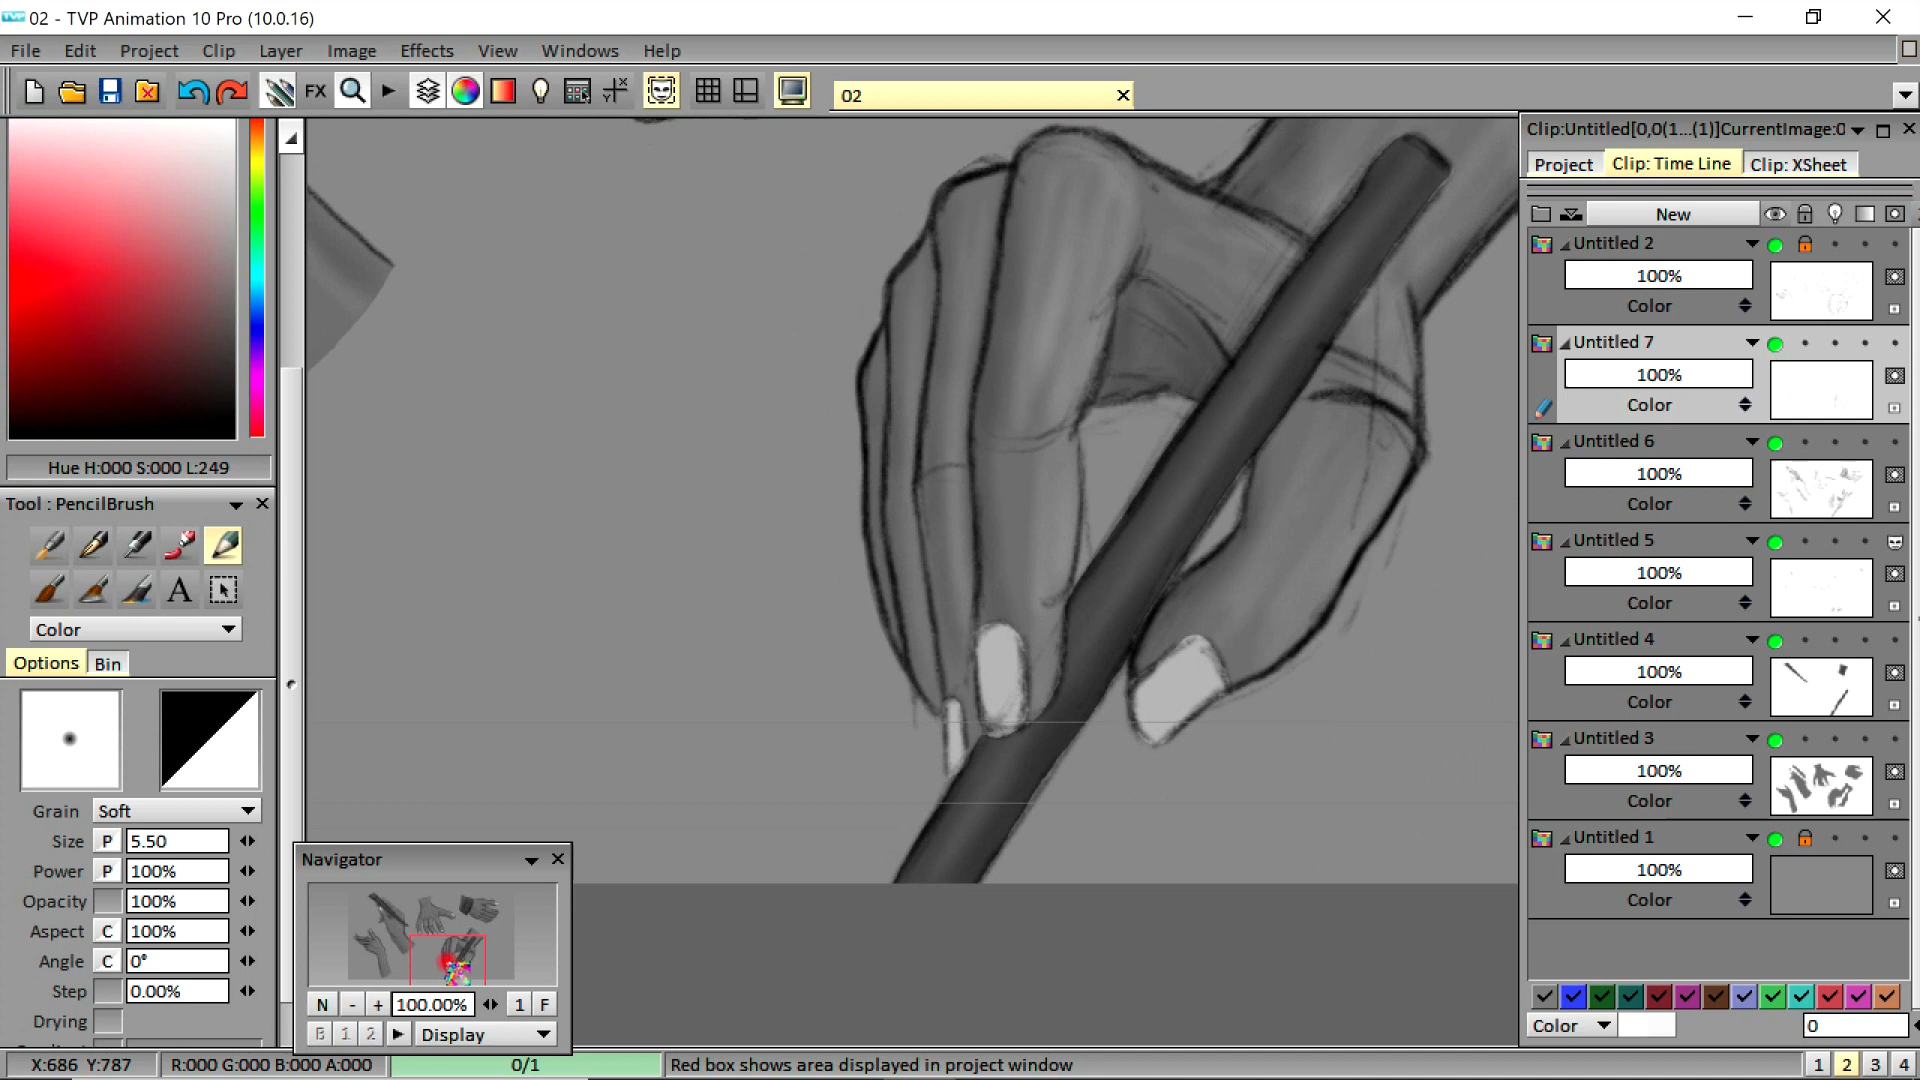 02 - TVP Animation 10 Pro (10.0.16)
File Edit Project Clip Layer Image Effects View Windows Help
FX
02
Hue H:000 S:000 L:249
Tool : PencilBrush
A
Color
Options Bin
Grain Soft
Size P 5.50
Power P 100%
Opacity 100%
Aspect C 100%
Angle C 0°
Step 0.00%
Drying
Navigator
N - + 100.00% 1 F
B 1 2 Display
Clip:Untitled[0,0(1...(1)]CurrentImage:0
Project Clip: Time Line Clip: XSheet
New
Untitled 2
100%
Color
Untitled 7
100%
Color
Untitled 6
100%
Color
Untitled 5
100%
Color
Untitled 4
100%
Color
Untitled 3
100%
Color
Untitled 1
100%
Color
Color 0
X:686 Y:787 R:000 G:000 B:000 A:000 0/1 Red box shows area displayed in project window 1 2 3 4